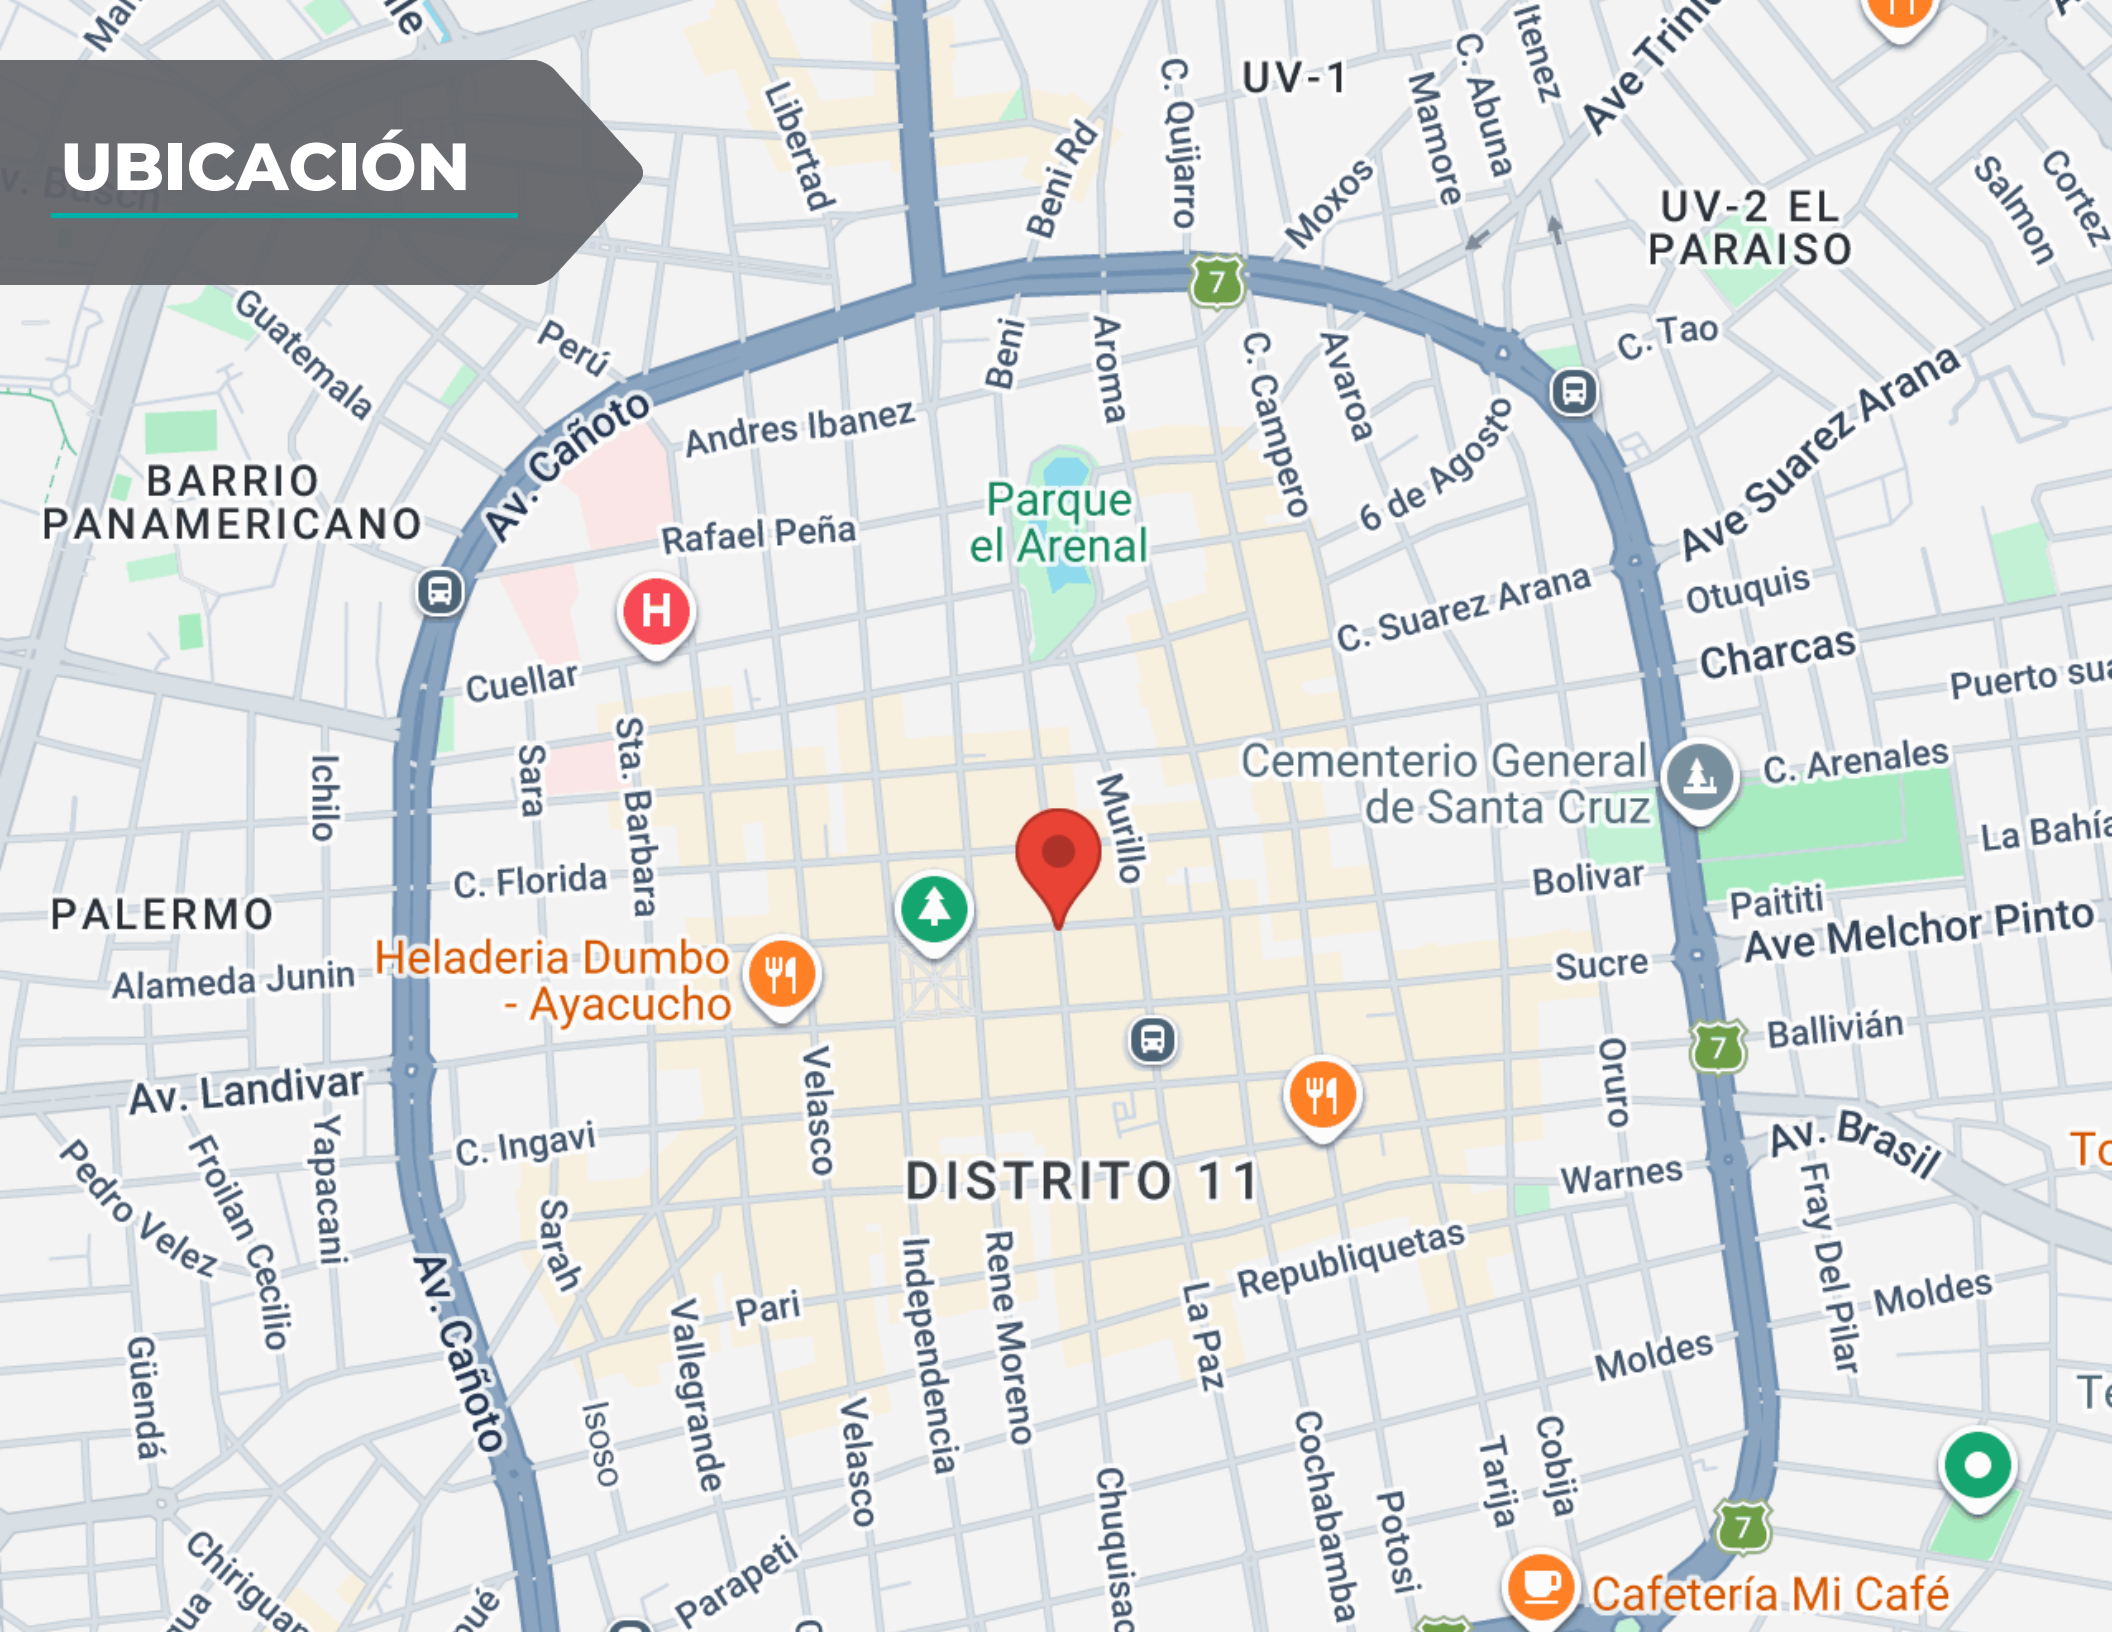 UBICACIÓN
UV-1
C. Quijarro
Libertad
Beni Rd
Moxos
Mamore
C. Abuna
Itenez
UV-2 EL
PARAISO
Salmon
Cortez
7
C. Tao
Guatemala
Perú
Av. Cañoto
Andres Ibanez
Beni
Aroma
C. Campero
Avaroa
6 de Agosto
Ave Suarez Arana
BARRIO
PANAMERICANO
Rafael Peña
Parque
el Arenal
C. Suarez Arana
Otuquis
Charcas
H
Cuellar
Sta. Barbara
Sara
Ichilo
Murillo
Cementerio General
de Santa Cruz
C. Arenales
C. Florida
Bolivar
Paititi
PALERMO
Ave Melchor Pinto
Heladeria Dumbo
- Ayacucho
Alameda Junin
Sucre
Ballivián
7
Oruro
Velasco
Av. Landivar
Av. Brasil
C. Ingavi
Yapacani
Froilan Cecilio
Pedro Velez
DISTRITO 11
Warnes
Fray Del Pilar
Sarah
Independencia
Rene Moreno
Republiquetas
La Paz
Pari
Vallegrande
Moldes
Moldes
Av. Cañoto
Güendá
Isoso
Velasco
Chuquisac
Cochabamba
Potosi
Tarija
Cobija
7
Parapeti
Cafetería Mi Café